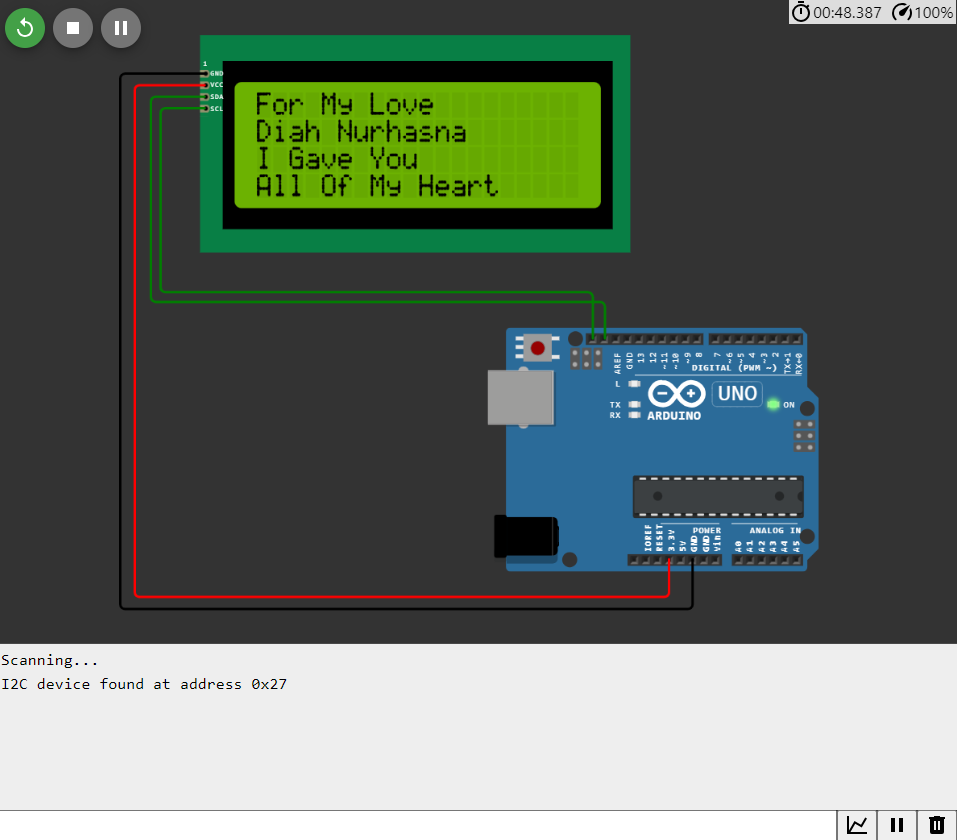 00:48.387 100%
1
GND
VCC
SDA
SCL
For My Love
Diah Nurhasna
I Gave You
All Of My Heart
AREF
GND
13
12
~11
~10
~9
8
7
~6
~5
4
~3
2
TX→1
RX←0
DIGITAL (PWM ~)
L
TX
RX
ARDUINO
UNO
ON
POWER
ANALOG IN
IOREF
RESET
3.3V
5V
GND
GND
Vin
A0
A1
A2
A3
A4
A5
Scanning...
I2C device found at address 0x27